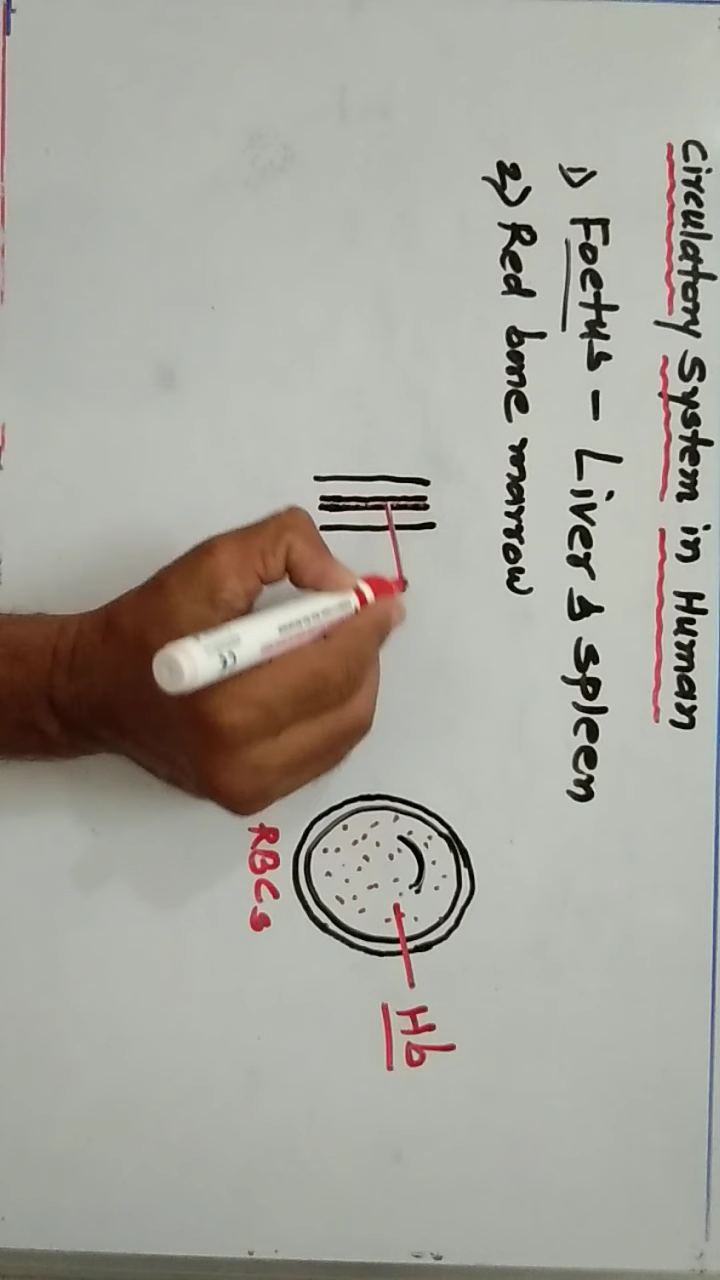 Circulatory System in Human
1) Foetus - Liver & spleen
2) Red bone marrow
Hb
RBCs